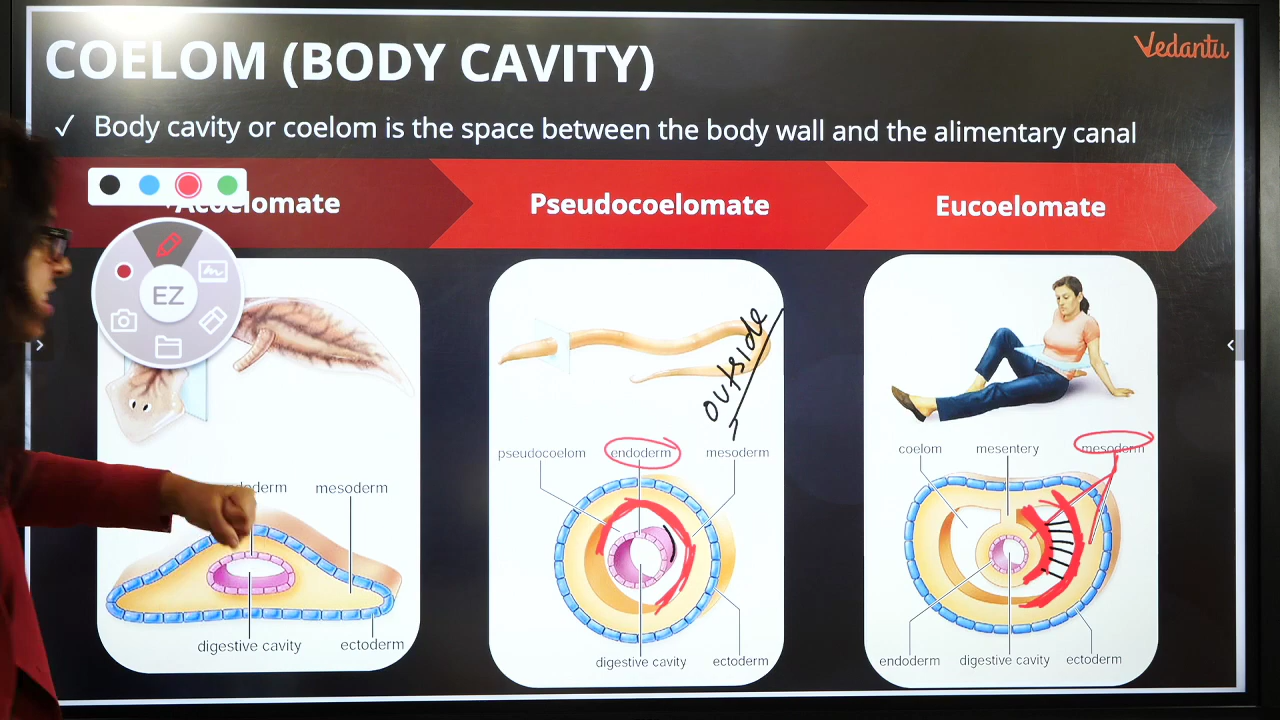 COELOM (BODY CAVITY)
Vedantu
✓ Body cavity or coelom is the space between the body wall and the alimentary canal
Acoelomate
Pseudocoelomate
Eucoelomate
EZ
outside
pseudocoelom endoderm mesoderm
coelom mesentery mesoderm
mesoderm
digestive cavity ectoderm
digestive cavity ectoderm
endoderm digestive cavity ectoderm